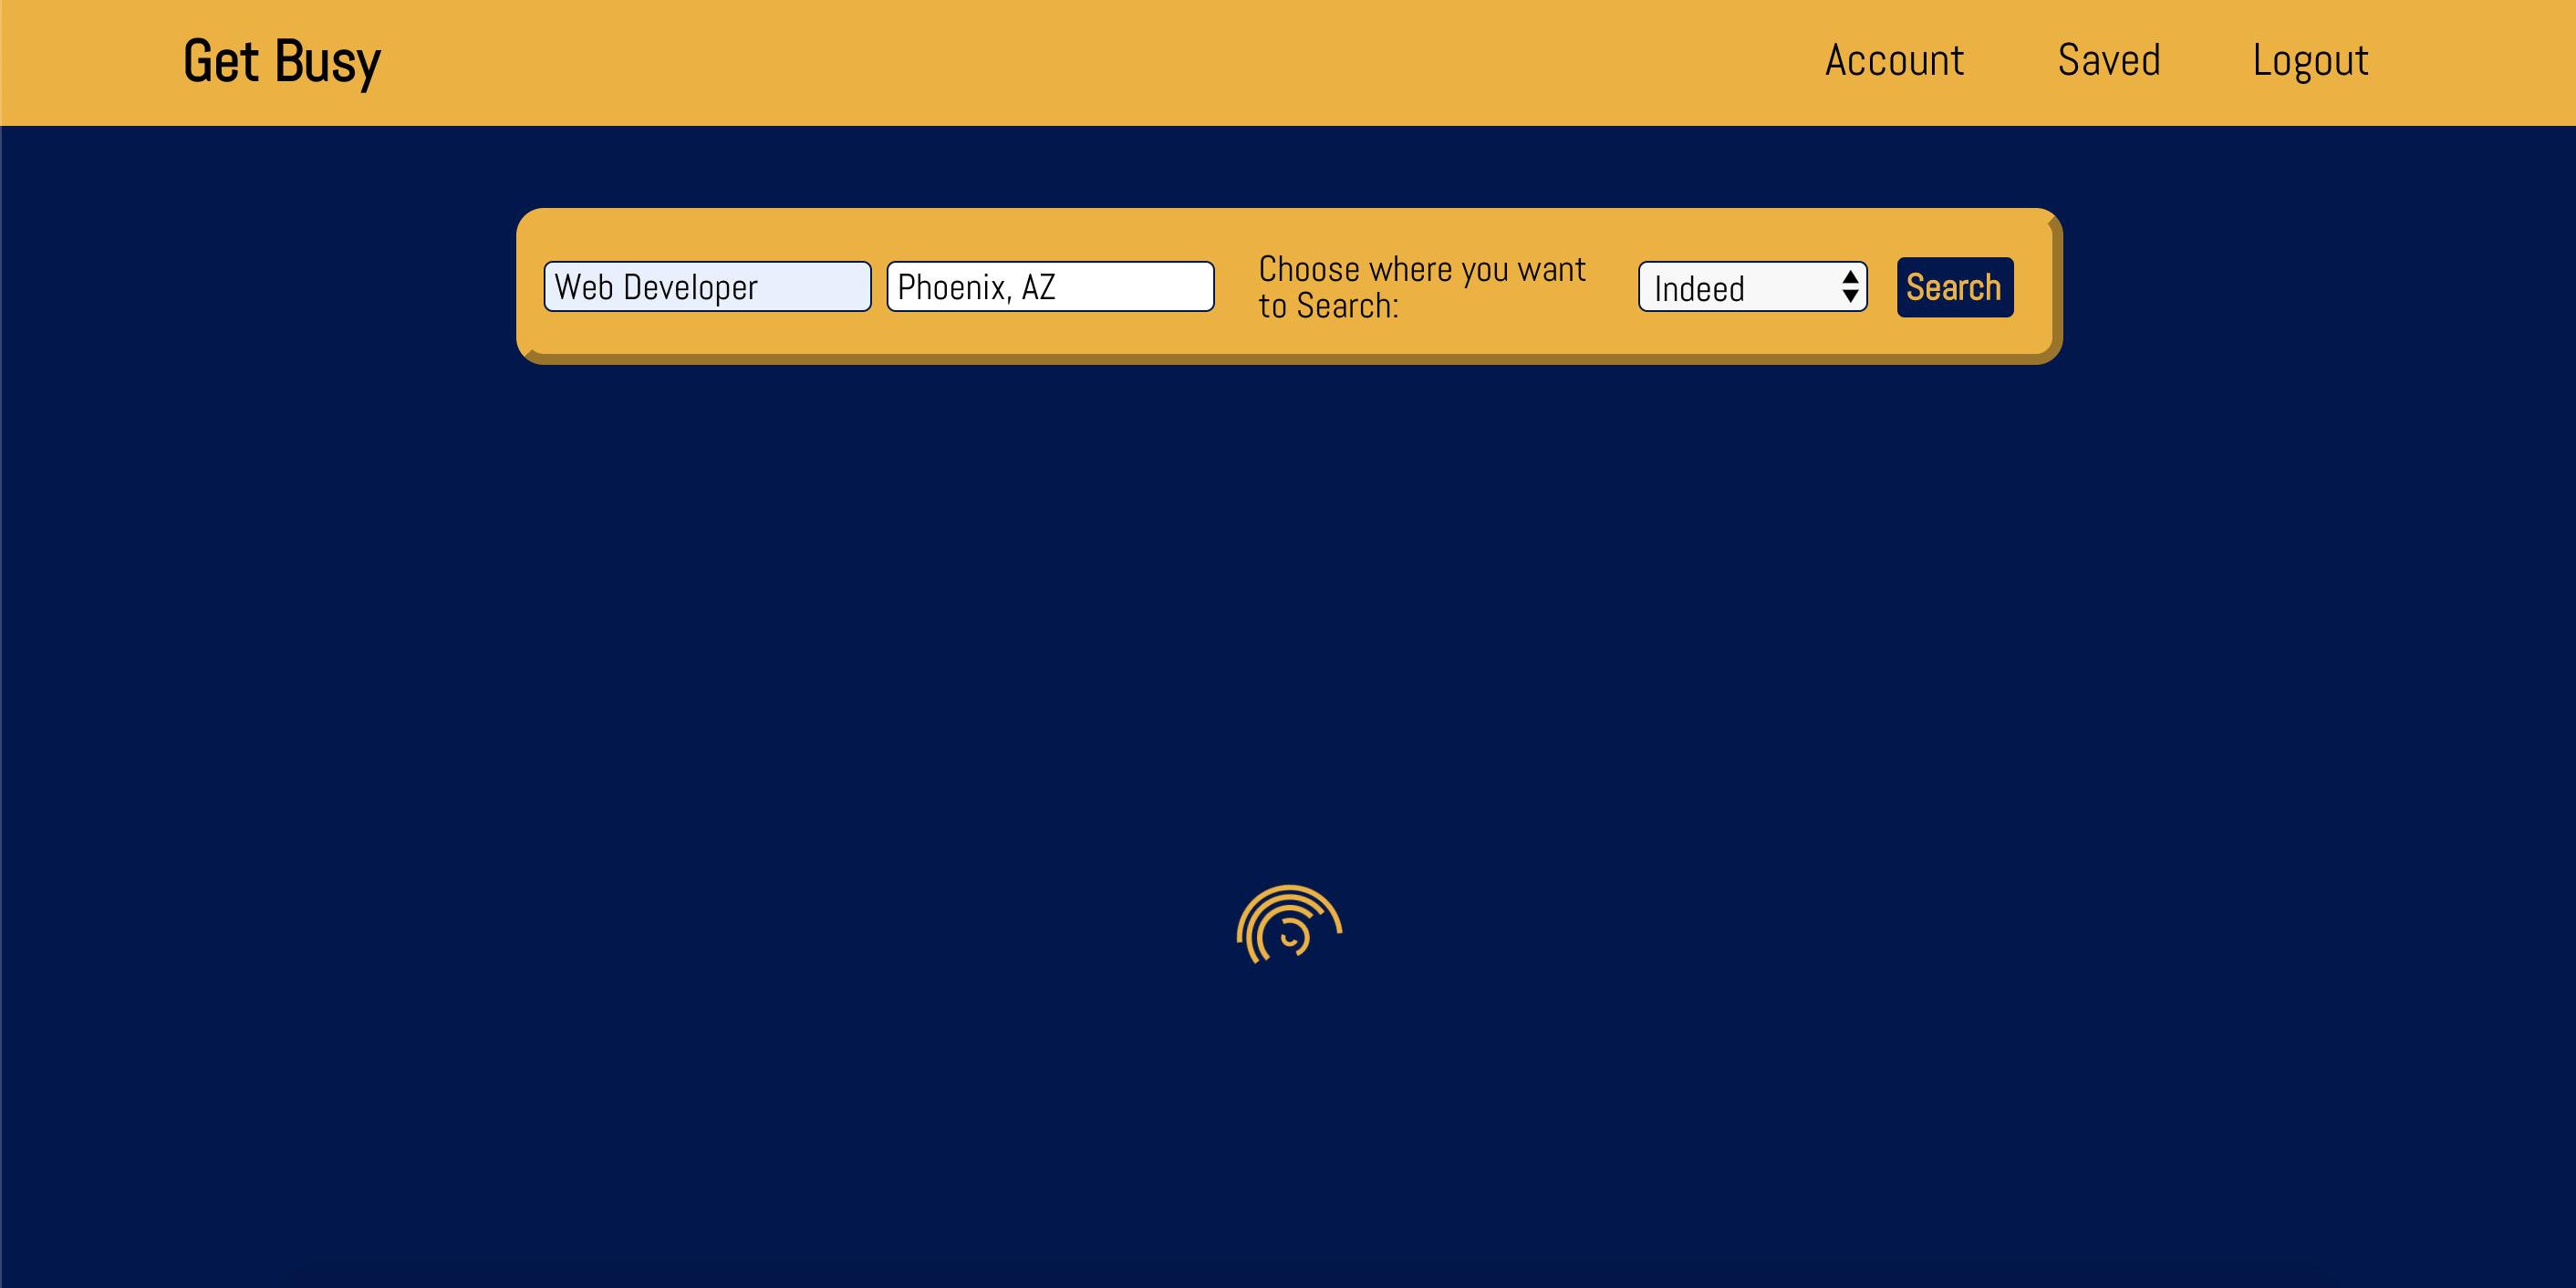 Get Busy
Account
Saved
Logout
Web Developer
Phoenix, AZ
Choose where you want
to Search:
Indeed
Search